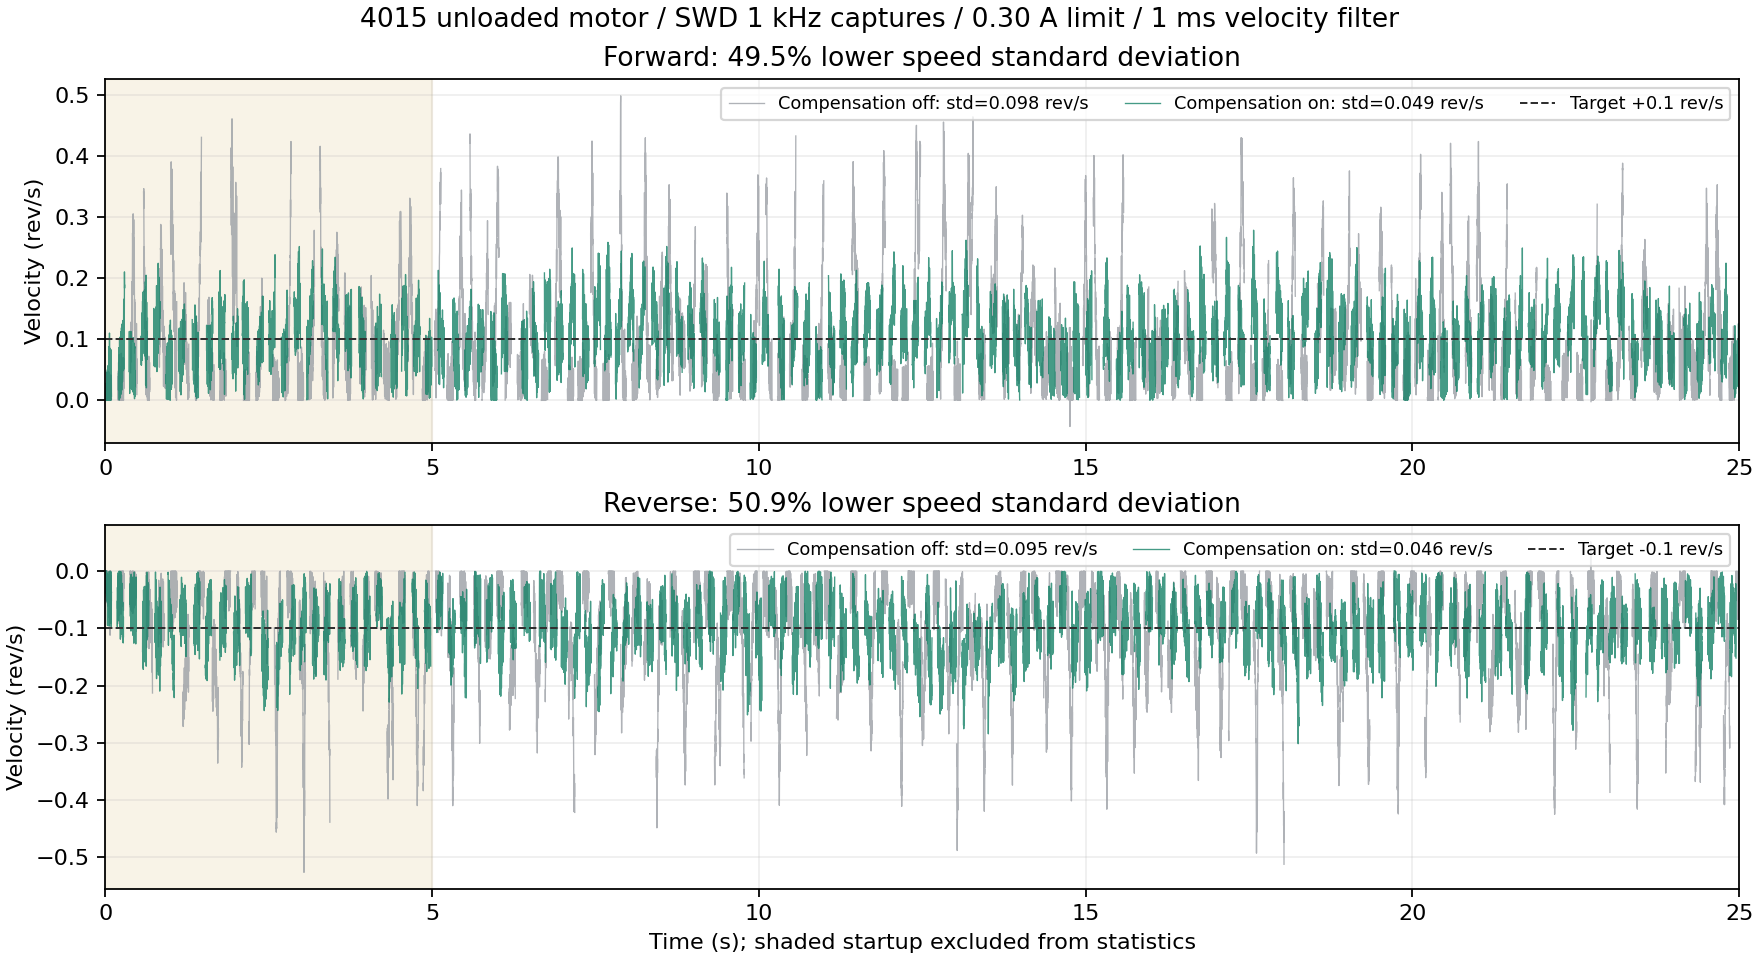 4015 unloaded motor / SWD 1 kHz captures / 0.30 A limit / 1 ms velocity filter
Forward: 49.5% lower speed standard deviation
Compensation off: std=0.098 rev/s
Compensation on: std=0.049 rev/s
Target +0.1 rev/s
Velocity (rev/s)
0.5
0.4
0.3
0.2
0.1
0.0
0 5 10 15 20 25
Reverse: 50.9% lower speed standard deviation
Compensation off: std=0.095 rev/s
Compensation on: std=0.046 rev/s
Target -0.1 rev/s
Velocity (rev/s)
0.0
−0.1
−0.2
−0.3
−0.4
−0.5
0 5 10 15 20 25
Time (s); shaded startup excluded from statistics